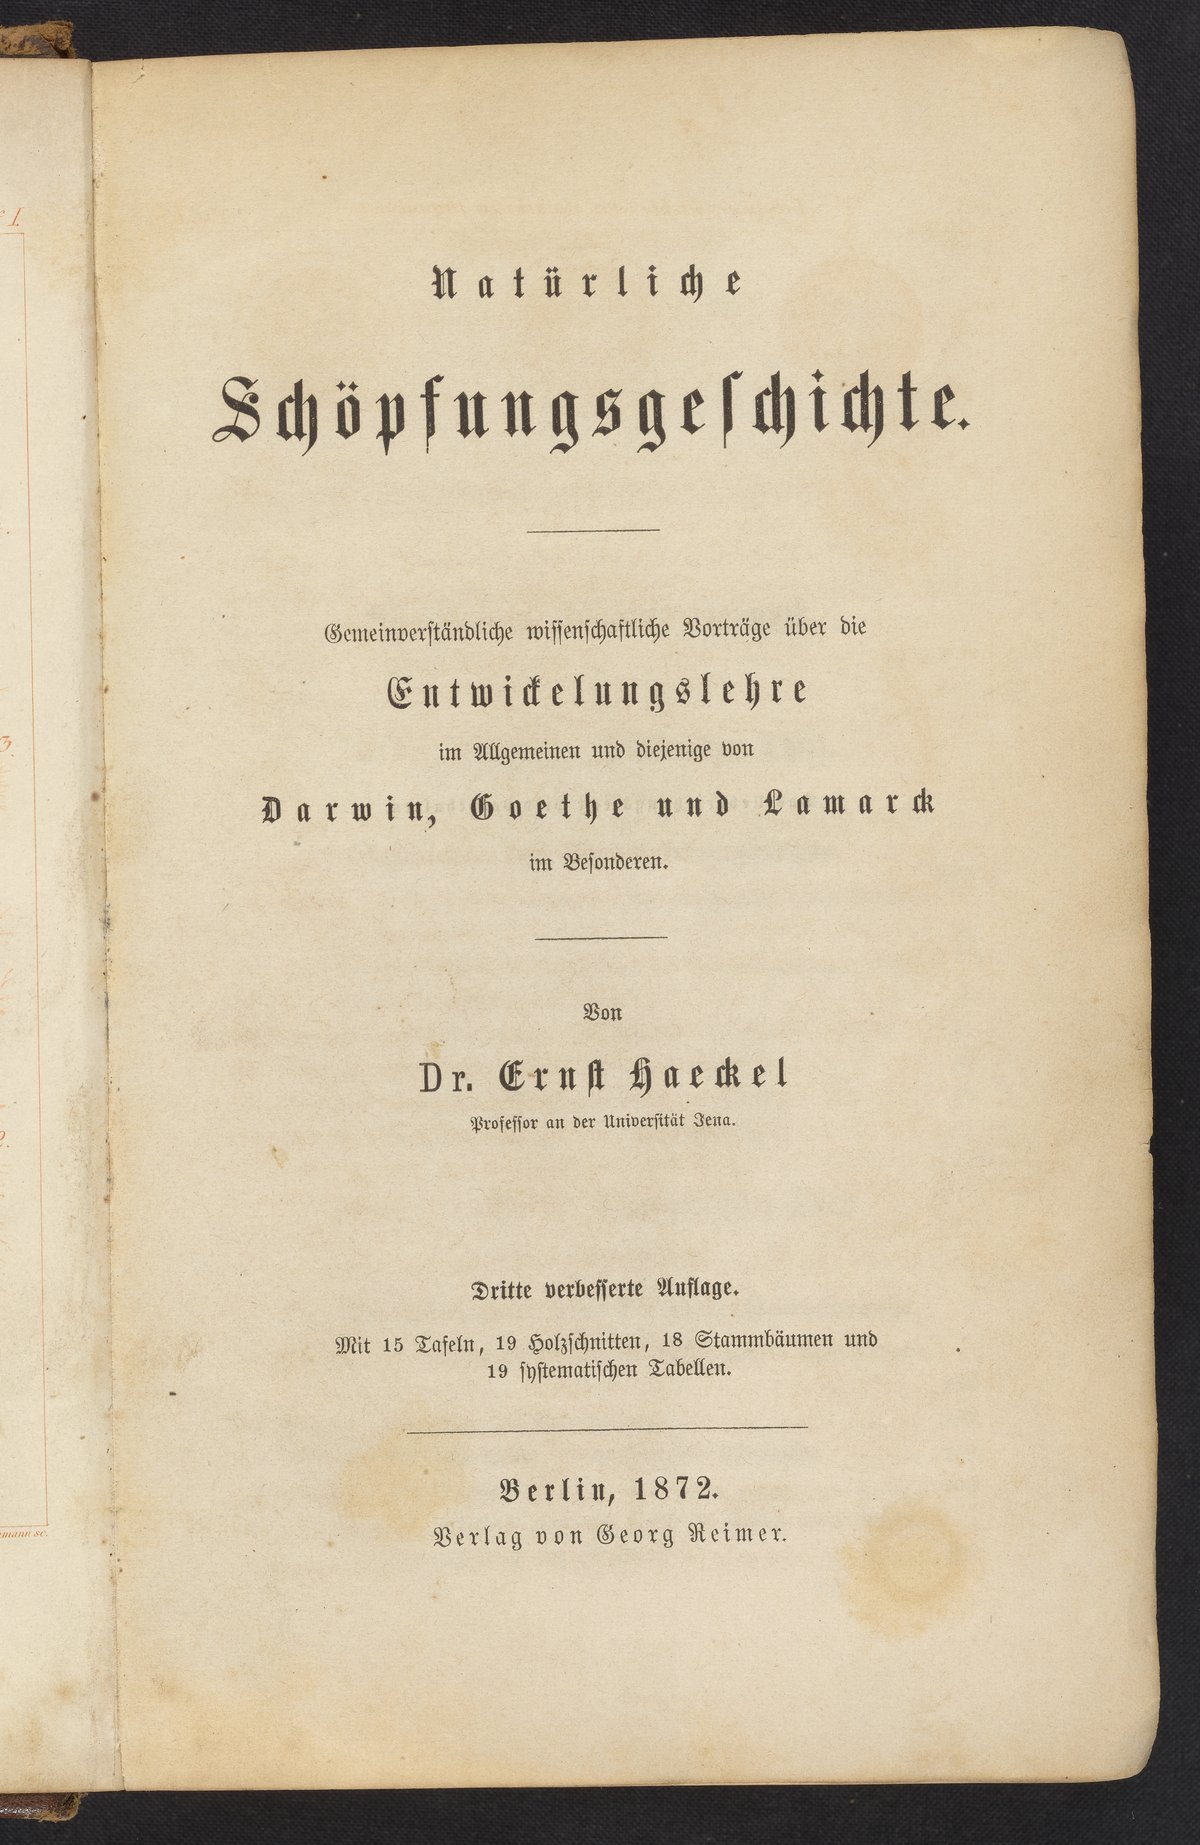 Natürliche
Schöpfungsgeschichte.
Gemeinverständliche wissenschaftliche Vorträge über die
Entwickelungslehre
im Allgemeinen und diejenige von
Darwin, Goethe und Lamarck
im Besonderen.
Von
Dr. Ernst Haeckel
Professor an der Universität Jena.
Dritte verbesserte Auflage.
Mit 15 Tafeln, 19 Holzschnitten, 18 Stammbäumen und
19 systematischen Tabellen.
Berlin, 1872.
Verlag von Georg Reimer.